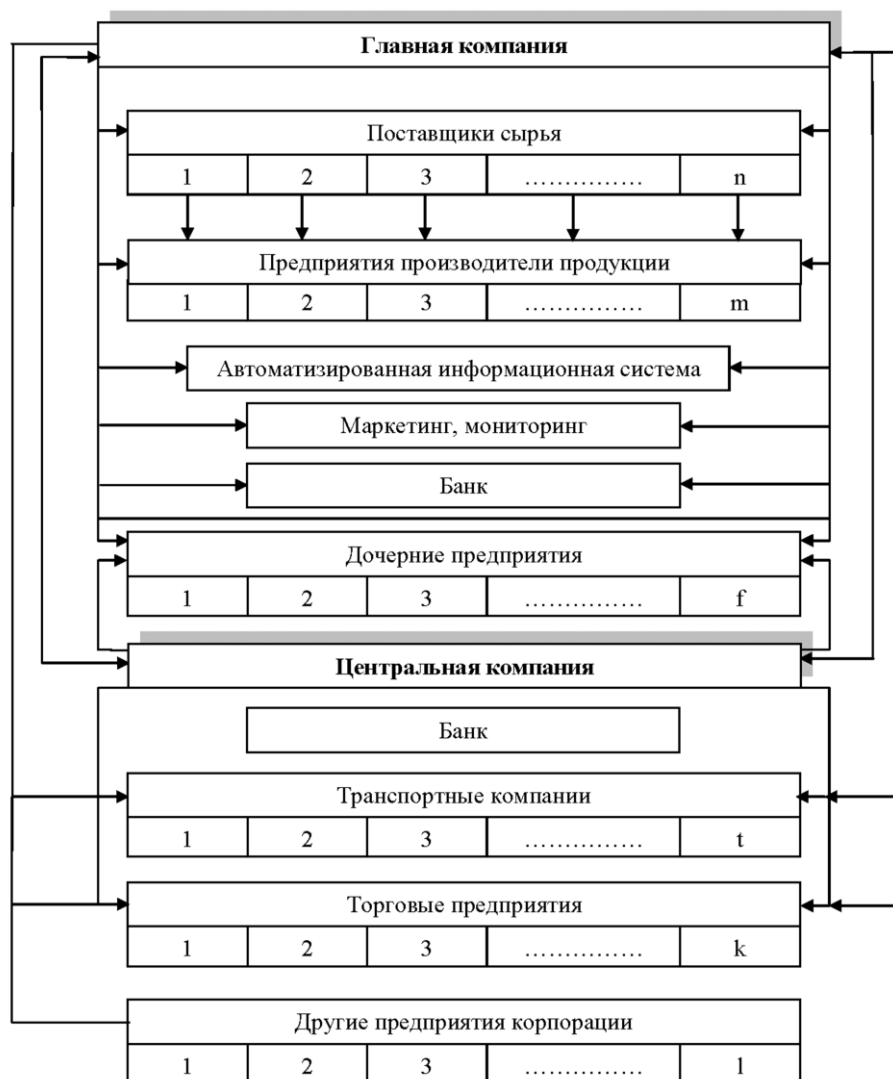 Главная компания
Поставщики сырья
1 2 3 …………… n
Предприятия производители продукции
1 2 3 …………… m
Автоматизированная информационная система
Маркетинг, мониторинг
Банк
Дочерние предприятия
1 2 3 …………… f
Центральная компания
Банк
Транспортные компании
1 2 3 …………… t
Торговые предприятия
1 2 3 …………… k
Другие предприятия корпорации
1 2 3 …………… l